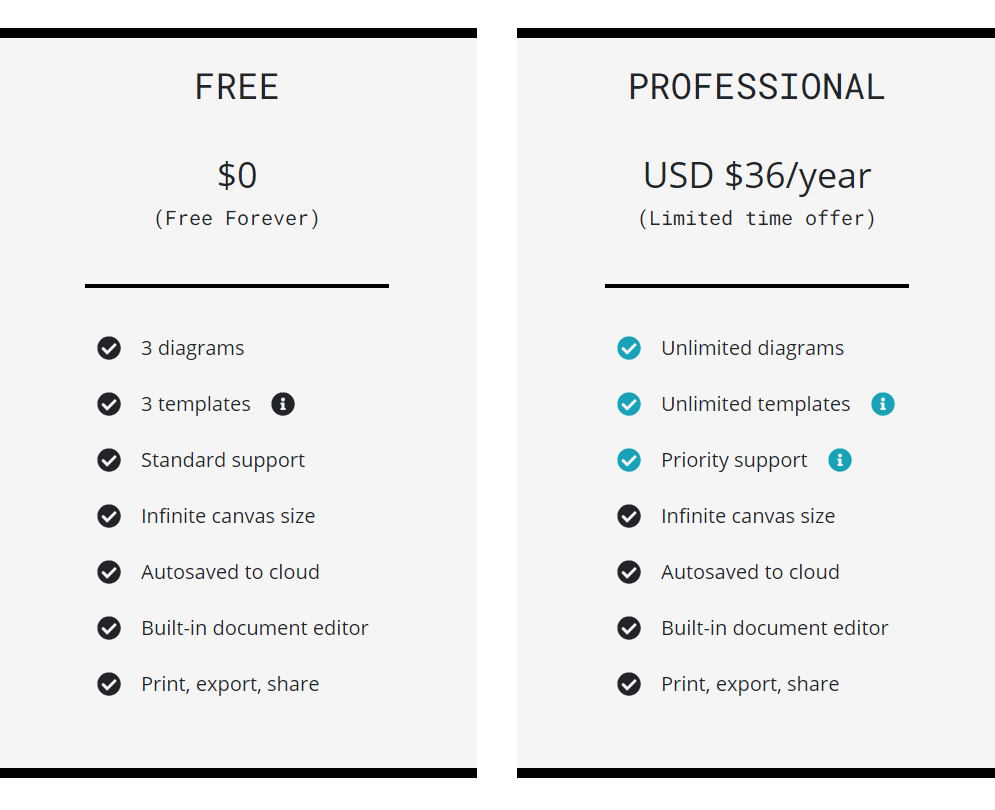 FREE
$0
(Free Forever)
3 diagrams
3 templates
Standard support
Infinite canvas size
Autosaved to cloud
Built-in document editor
Print, export, share
PROFESSIONAL
USD $36/year
(Limited time offer)
Unlimited diagrams
Unlimited templates
Priority support
Infinite canvas size
Autosaved to cloud
Built-in document editor
Print, export, share